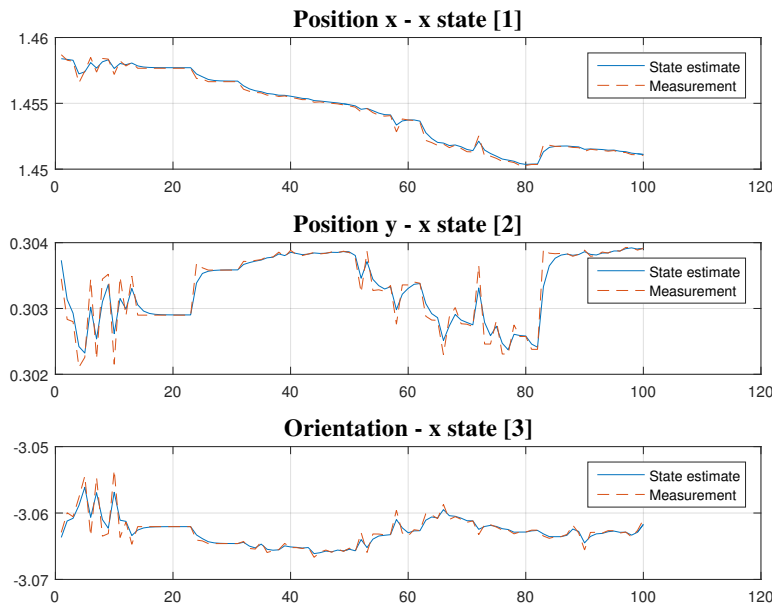 Position x - x state [1]
1.46
1.455
1.45
0 20 40 60 80 100 120
State estimate
Measurement
Position y - x state [2]
0.304
0.303
0.302
0 20 40 60 80 100 120
State estimate
Measurement
Orientation - x state [3]
-3.05
-3.06
-3.07
0 20 40 60 80 100 120
State estimate
Measurement